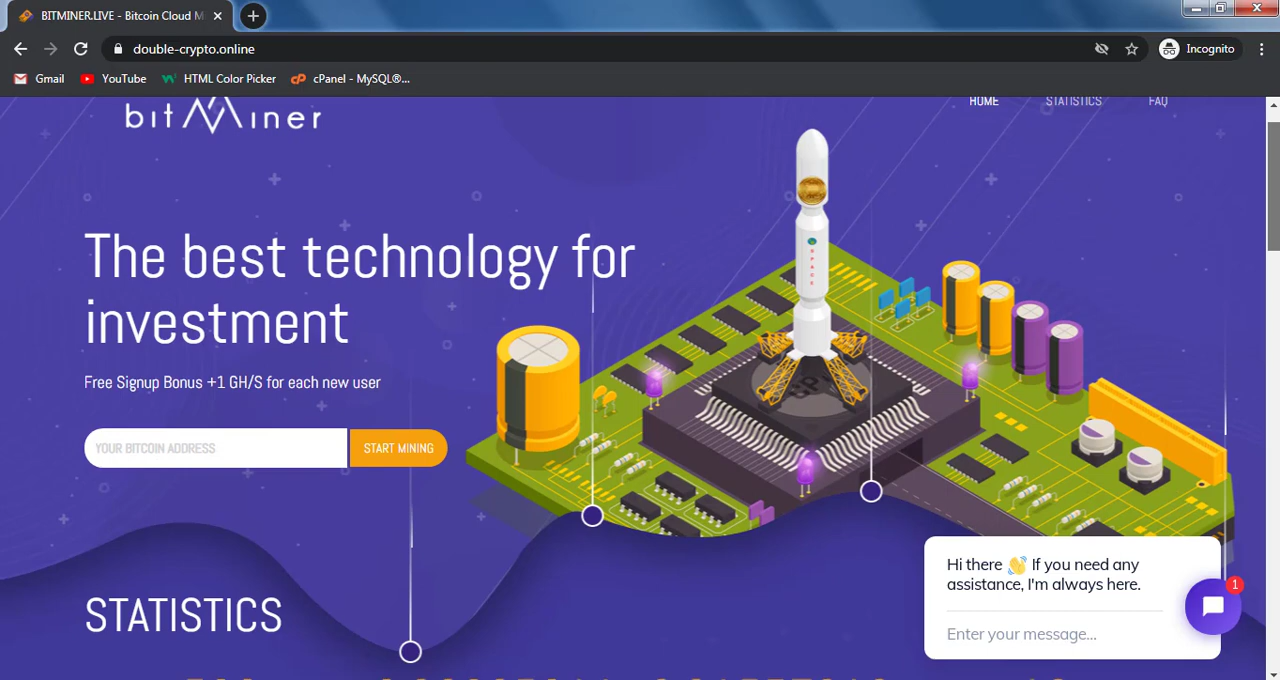 BITMINER.LIVE - Bitcoin Cloud M
double-crypto.online
Incognito
Gmail
YouTube
HTML Color Picker
cPanel - MySQL®...
bitMiner
HOME
STATISTICS
FAQ
The best technology for
investment
Free Signup Bonus +1 GH/S for each new user
YOUR BITCOIN ADDRESS
START MINING
SPACE
STATISTICS
Hi there 👋 If you need any
assistance, I'm always here.
1
Enter your message...